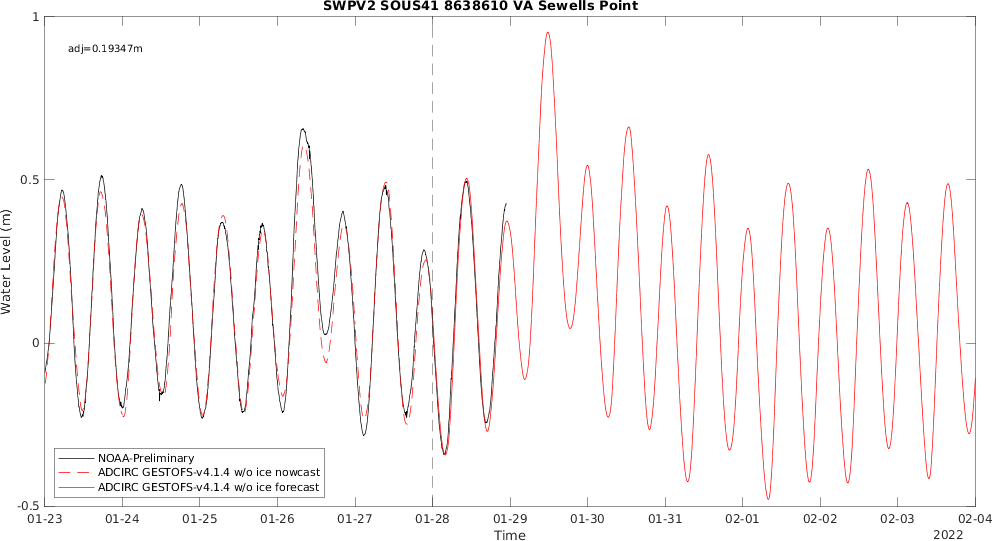 SWPV2 SOUS41 8638610 VA Sewells Point
adj=0.19347m
1
0.5
0
-0.5
Water Level (m)
NOAA-Preliminary
ADCIRC GESTOFS-v4.1.4 w/o ice nowcast
ADCIRC GESTOFS-v4.1.4 w/o ice forecast
01-23 01-24 01-25 01-26 01-27 01-28 01-29 01-30 01-31 02-01 02-02 02-03 02-04
Time
2022